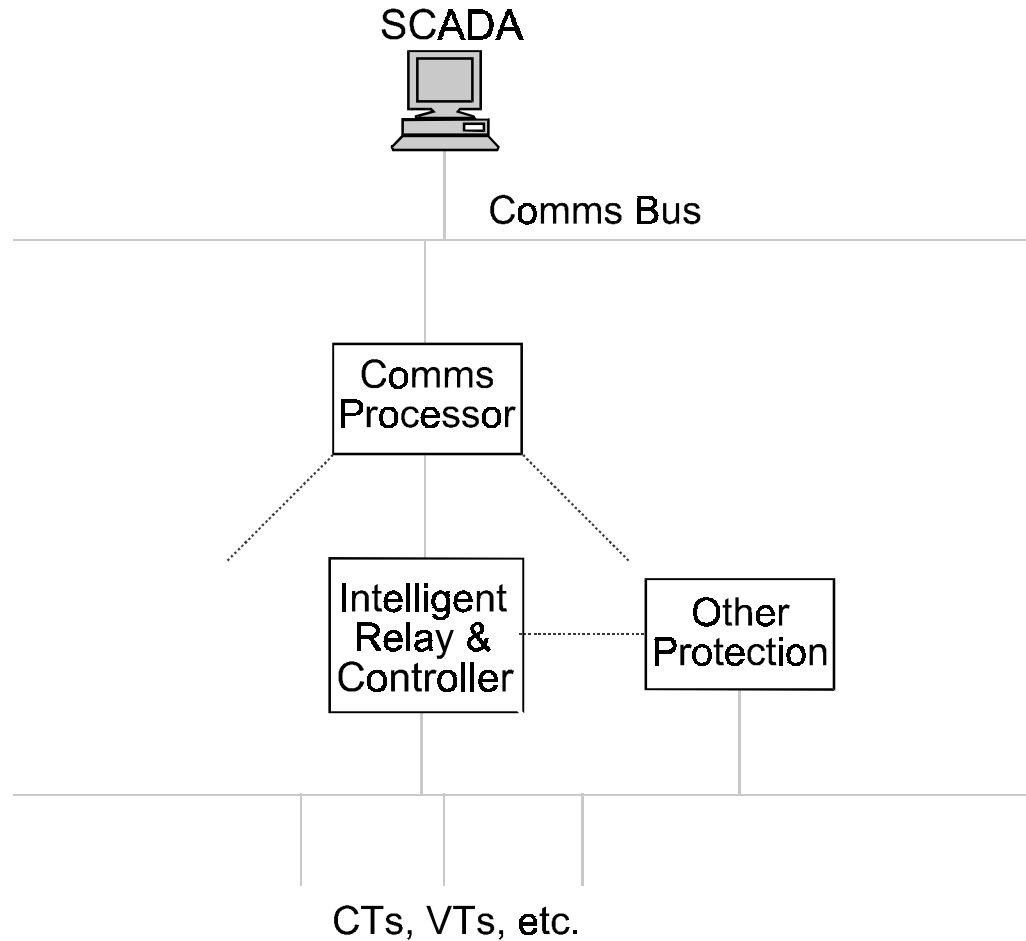 SCADA
Comms Bus
Comms
Processor
Intelligent
Relay &
Controller
Other
Protection
CTs, VTs, etc.